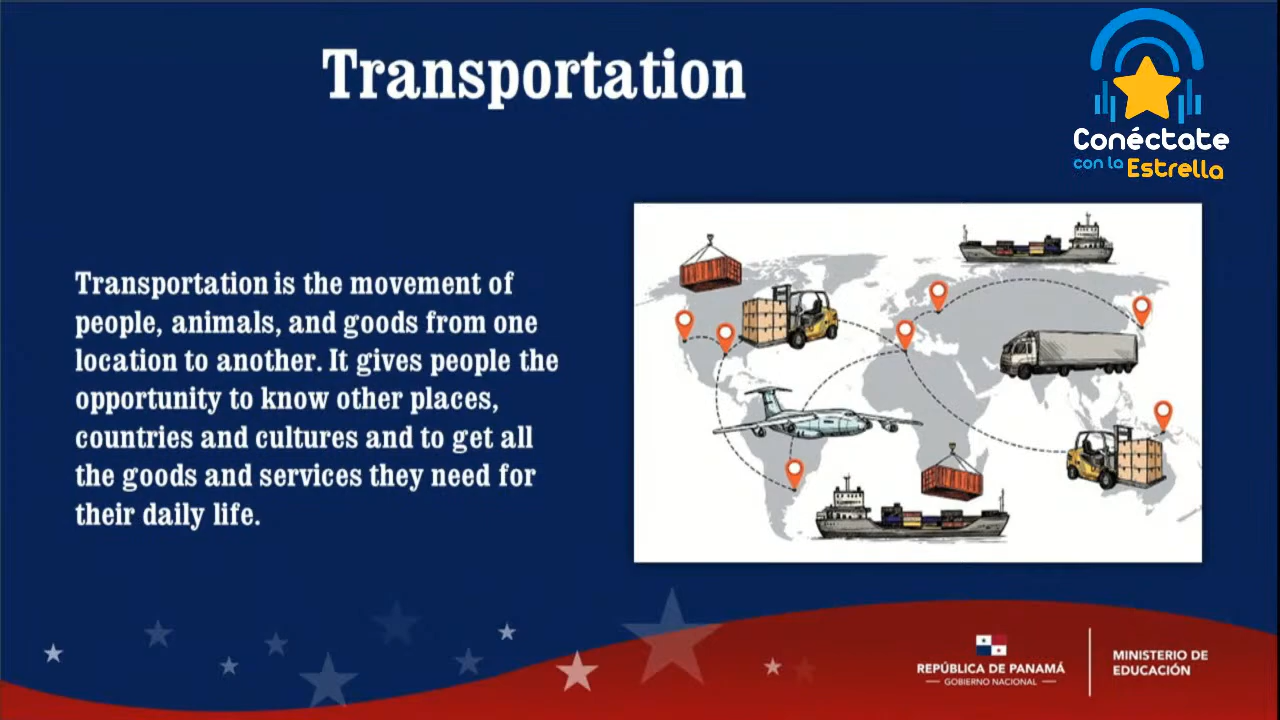 Transportation
Conéctate
con la Estrella
Transportation is the movement of
people, animals, and goods from one
location to another. It gives people the
opportunity to know other places,
countries and cultures and to get all
the goods and services they need for
their daily life.
REPÚBLICA DE PANAMÁ
GOBIERNO NACIONAL
MINISTERIO DE
EDUCACIÓN